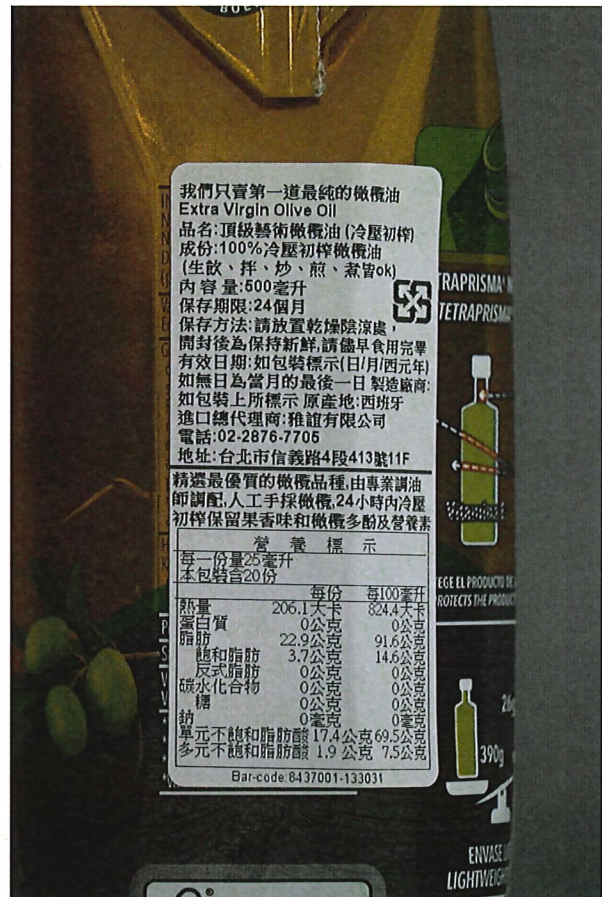 我們只賣第一道最純的橄欖油
Extra Virgin Olive Oil
品名:頂級藝術橄欖油(冷壓初榨)
成份:100%冷壓初榨橄欖油
(生飲、拌、炒、煎、煮皆ok)
內容量:500毫升
保存期限:24個月
保存方法:請放置乾燥陰涼處,
開封後為保持新鮮,請儘早食用完畢
有效日期:如包裝標示(日/月/西元年)
如無日為當月的最後一日 製造廠商:
如包裝上所標示 原產地:西班牙
進口總代理商:雅誼有限公司
電話:02-2876-7705
地址:台北市信義路4段413號11F
精選最優質的橄欖品種,由專業調油
師調配,人工手採橄欖,24小時內冷壓
初榨保留果香味和橄欖多酚及營養素
營養標示
每一份量25毫升
本包裝含20份
每份 每100毫升
熱量 206.1大卡 824.4大卡
蛋白質 0公克 0公克
脂肪 22.9公克 91.6公克
飽和脂肪 3.7公克 14.6公克
反式脂肪 0公克 0公克
碳水化合物 0公克 0公克
糖 0公克 0公克
鈉 0毫克 0毫克
單元不飽和脂肪酸 17.4公克 69.5公克
多元不飽和脂肪酸 1.9 公克 7.5公克
Bar-code:8437001-133031
TRAPRISMA
TETRAPRISMA
TEGE EL PRODUCTO DE
ROTECTS THE PRODUC
26g
390g
ENVASE
LIGHTWEIG